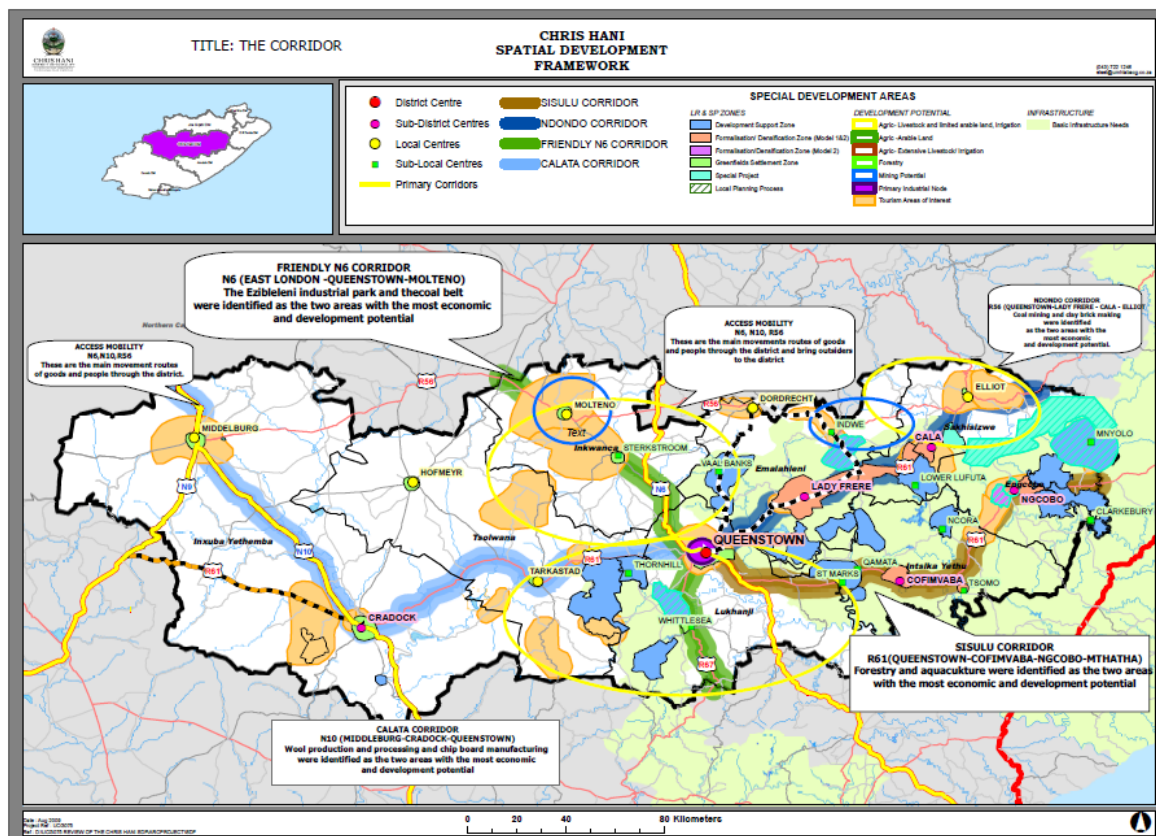 CHRIS HANI
TITLE: THE CORRIDOR
CHRIS HANI
SPATIAL DEVELOPMENT
FRAMEWORK
District Centre
Sub-District Centres
Local Centres
Sub-Local Centres
Primary Corridors
SISULU CORRIDOR
NDONDO CORRIDOR
FRIENDLY N6 CORRIDOR
CALATA CORRIDOR
SPECIAL DEVELOPMENT AREAS
LR & SP ZONES
Development Support Zone
Formalisation/ Densification Zone (Model 1&2)
Formalisation/Densification Zone (Model 2)
Greenfields Settlement Zone
Special Project
Local Planning Process
DEVELOPMENT POTENTIAL
Agric- Livestock and limited arable land, Irrigation
Agric -Arable Land
Agric- Extensive Livestock/ Irrigation
Forestry
Mining Potential
Primary Industrial Node
Tourism Areas of Interest
INFRASTRUCTURE
Basic Infrastructure Needs
FRIENDLY N6 CORRIDOR
N6 (EAST LONDON -QUEENSTOWN-MOLTENO)
The Ezibleleni industrial park and thecoal belt
were identified as the two areas with the most economic
and development potential
NDONDO CORRIDOR
R56 (QUEENSTOWN-LADY FRERE - CALA - ELLIOT
Coal mining and clay brick making
were identified
as the two areas with the
most economic
and development potential.
ACCESS MOBILITY
N6, N10, R56
These are the main movements routes of goods
and people through the district and bring outsiders
to the district
Northern Ca
ACCESS MOBILITY
N6,N10,R56
These are the main movement routes
of goods and people through the district.
R56
R56
MOLTENO
Text
DORDRECHT
ELLIOT
INDWE
Sakhisizwe
MIDDELBURG
Inkwanca
STERKSTROOM
CALA
MNYOLO
VAAL BANKS
Emalahleni
R61
HOFMEYR
N9
N6
LADY FRERE
LOWER LUFUTA
Engcobo
NGCOBO
CLARKEBURY
NCORA
R61
QUEENSTOWN
Inxuba Yethemba
N10
Tsolwana
R61
R61
TARKASTAD
THORNHILL
ST MARKS
QAMATA
Intsika Yethu
COFIMVABA
TSOMO
CRADOCK
WHITTLESEA
Lukhanji
R67
SISULU CORRIDOR
R61(QUEENSTOWN-COFIMVABA-NGCOBO-MTHATHA)
Forestry and aquacukture were identified as the two areas
with the most economic and development potential
CALATA CORRIDOR
N10 (MIDDLEBURG-CRADOCK-QUEENSTOWN)
Wool production and processing and chip board manufacturing
were identified as the two areas with the most economic
and development potential
0 20 40 80 Kilometers